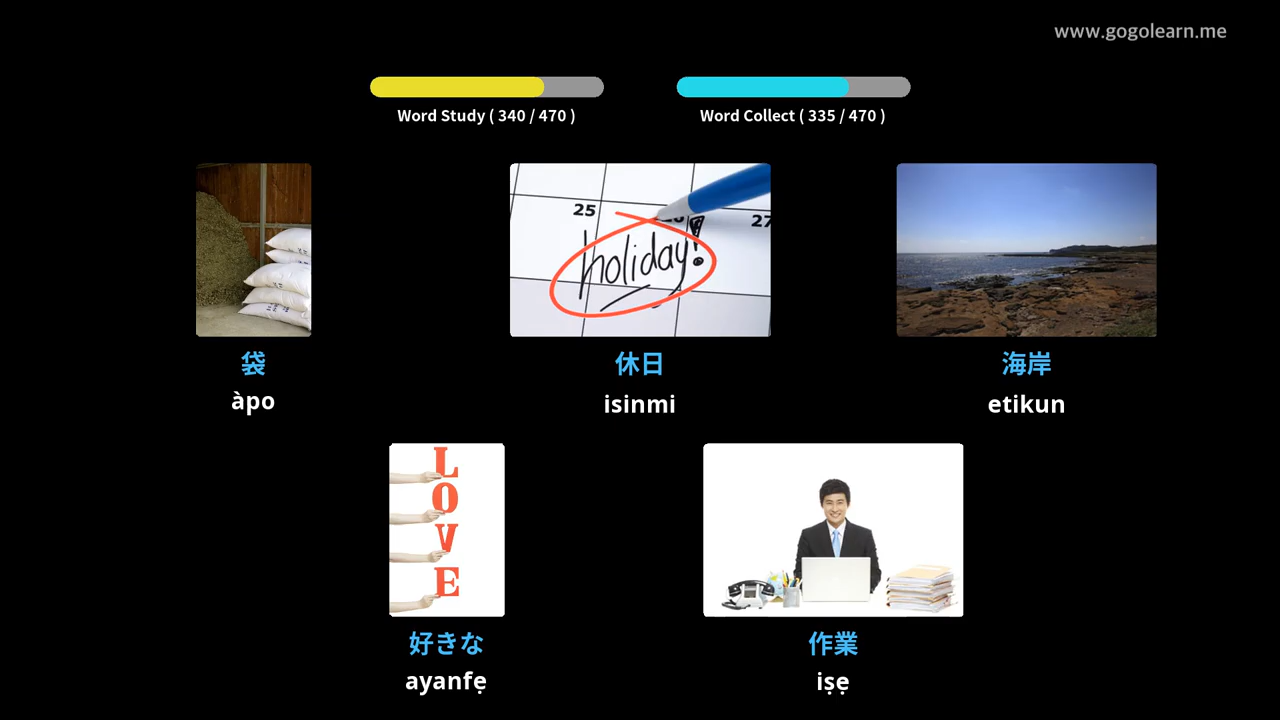 www.gogolearn.me
Word Study ( 340 / 470 )
Word Collect ( 335 / 470 )
25
27
holiday!
袋
àpo
休日
isinmi
海岸
etikun
L
O
V
E
好きな
ayanfẹ
作業
iṣẹ